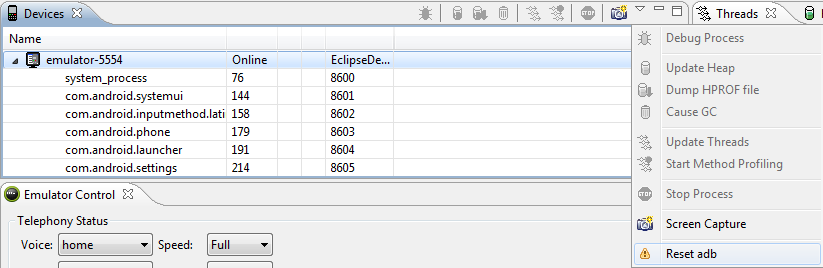 Devices
Name
emulator-5554 Online EclipseDe...
system_process 76 8600
com.android.systemui 144 8601
com.android.inputmethod.lati 158 8602
com.android.phone 179 8603
com.android.launcher 191 8604
com.android.settings 214 8605
Emulator Control
Telephony Status
Voice: home Speed: Full
STOP
Threads
Debug Process
Update Heap
Dump HPROF file
Cause GC
Update Threads
Start Method Profiling
STOP Stop Process
Screen Capture
Reset adb